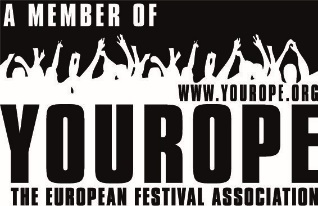 A MEMBER OF
WWW.YOUROPE.ORG
YOUROPE
THE EUROPEAN FESTIVAL ASSOCIATION